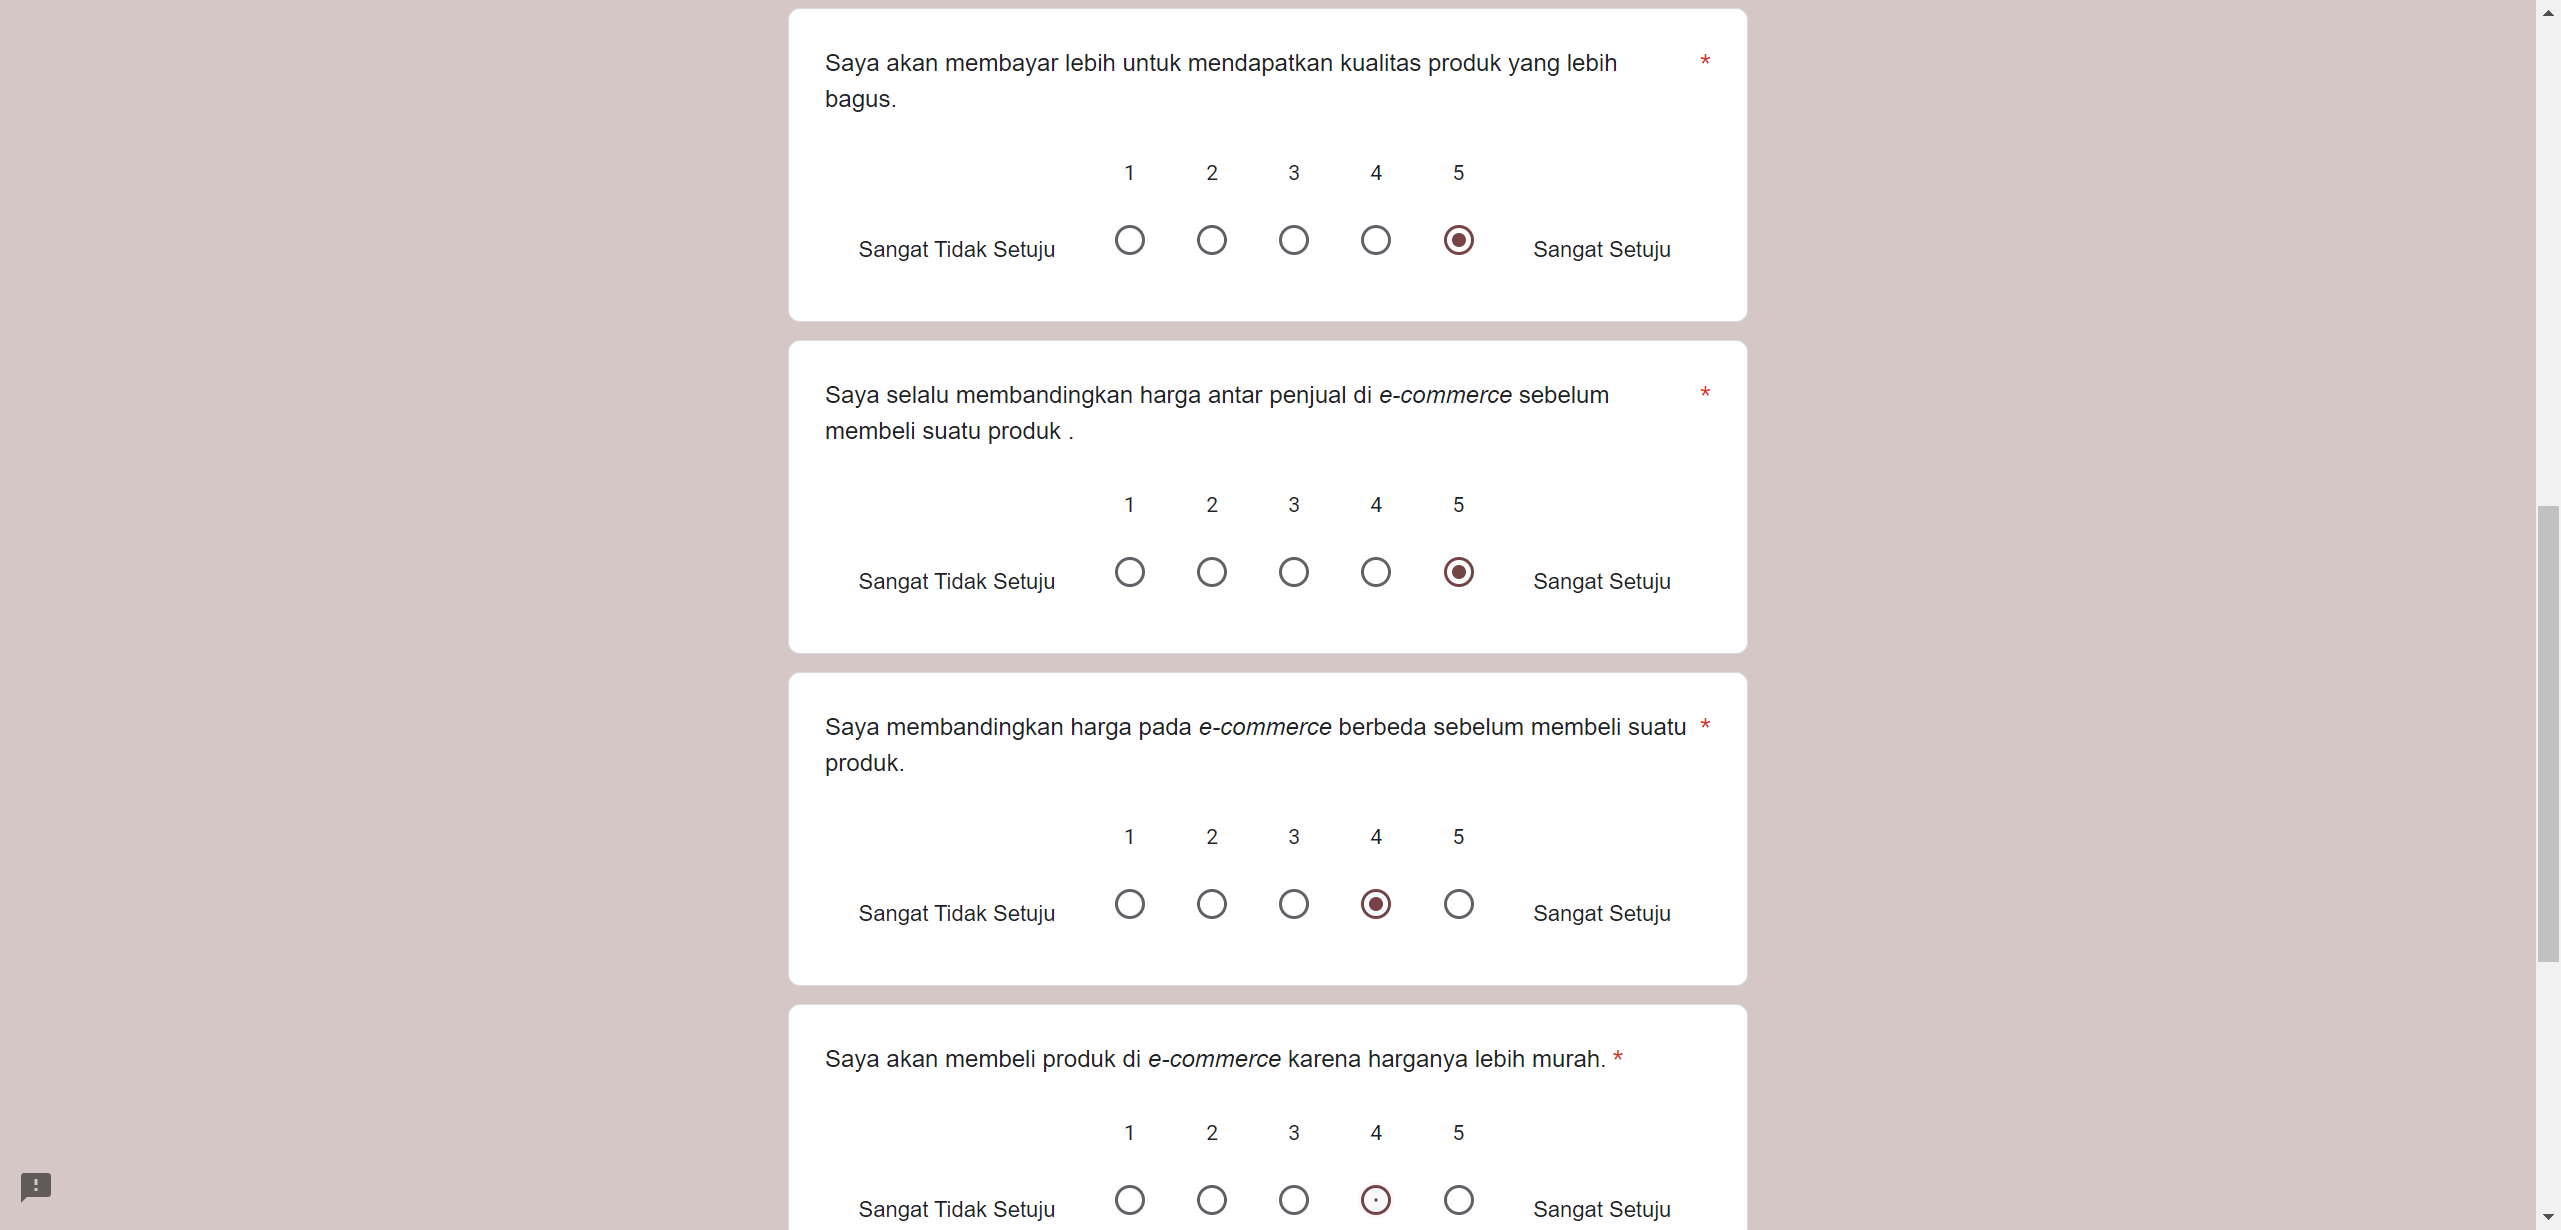 Saya akan membayar lebih untuk mendapatkan kualitas produk yang lebih *
bagus.
1 2 3 4 5
Sangat Tidak Setuju Sangat Setuju
Saya selalu membandingkan harga antar penjual di e-commerce sebelum *
membeli suatu produk .
1 2 3 4 5
Sangat Tidak Setuju Sangat Setuju
Saya membandingkan harga pada e-commerce berbeda sebelum membeli suatu *
produk.
1 2 3 4 5
Sangat Tidak Setuju Sangat Setuju
Saya akan membeli produk di e-commerce karena harganya lebih murah. *
1 2 3 4 5
Sangat Tidak Setuju Sangat Setuju